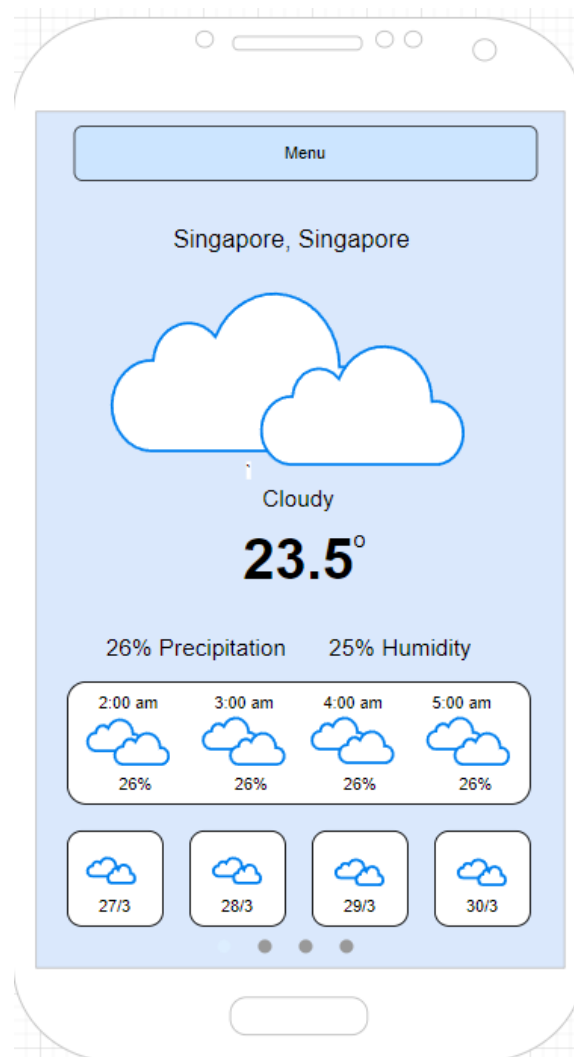 Menu
Singapore, Singapore
`
Cloudy
23.5°
26% Precipitation 25% Humidity
2:00 am 3:00 am 4:00 am 5:00 am
26% 26% 26% 26%
27/3 28/3 29/3 30/3